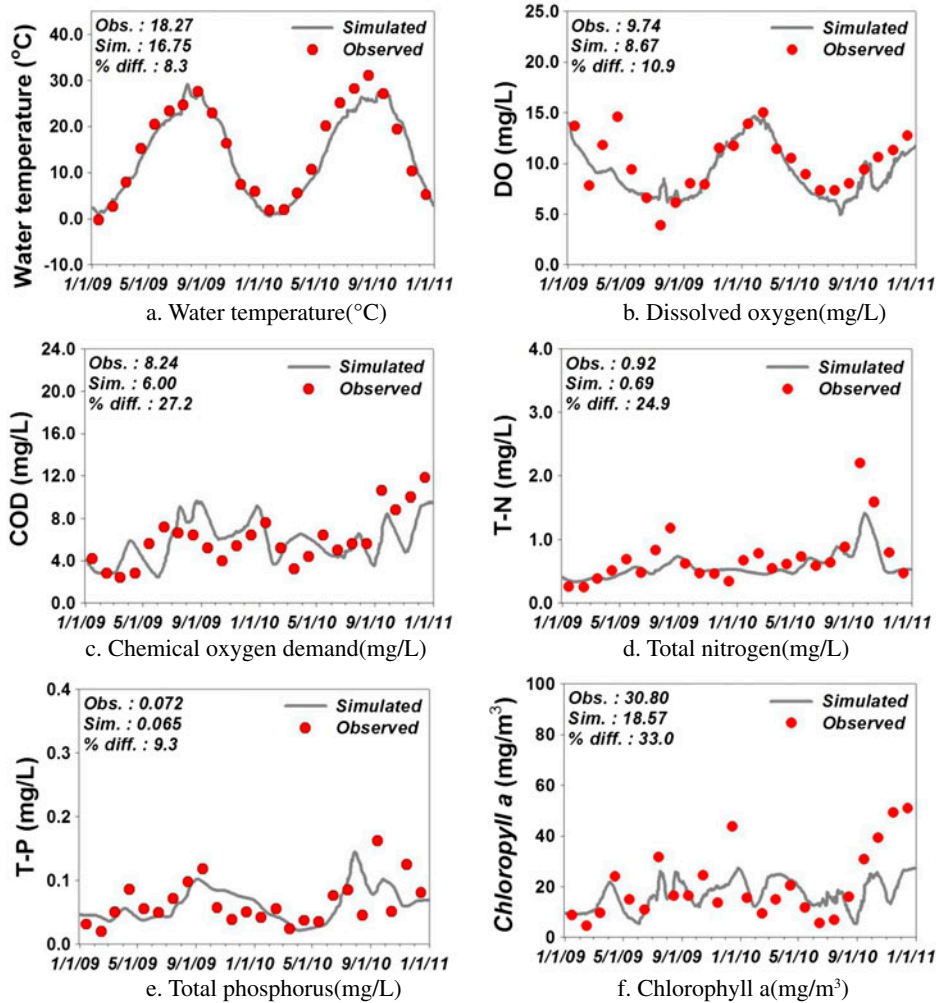 Obs. : 18.27
Sim. : 16.75
% diff. : 8.3
Simulated
Observed
Water temperature (°C)
40.0
30.0
20.0
10.0
0.0
-10.0
1/1/09 5/1/09 9/1/09 1/1/10 5/1/10 9/1/10 1/1/11
a. Water temperature(°C)
Obs. : 9.74
Sim. : 8.67
% diff. : 10.9
Simulated
Observed
DO (mg/L)
25.0
20.0
15.0
10.0
5.0
0.0
1/1/09 5/1/09 9/1/09 1/1/10 5/1/10 9/1/10 1/1/11
b. Dissolved oxygen(mg/L)
Obs. : 8.24
Sim. : 6.00
% diff. : 27.2
Simulated
Observed
COD (mg/L)
24.0
20.0
16.0
12.0
8.0
4.0
0.0
1/1/09 5/1/09 9/1/09 1/1/10 5/1/10 9/1/10 1/1/11
c. Chemical oxygen demand(mg/L)
Obs. : 0.92
Sim. : 0.69
% diff. : 24.9
Simulated
Observed
T-N (mg/L)
4.0
3.0
2.0
1.0
0.0
1/1/09 5/1/09 9/1/09 1/1/10 5/1/10 9/1/10 1/1/11
d. Total nitrogen(mg/L)
Obs. : 0.072
Sim. : 0.065
% diff. : 9.3
Simulated
Observed
T-P (mg/L)
0.4
0.3
0.2
0.1
0.0
1/1/09 5/1/09 9/1/09 1/1/10 5/1/10 9/1/10 1/1/11
e. Total phosphorus(mg/L)
Obs. : 30.80
Sim. : 18.57
% diff. : 33.0
Simulated
Observed
Chloropyll a (mg/m³)
100
80
60
40
20
0
1/1/09 5/1/09 9/1/09 1/1/10 5/1/10 9/1/10 1/1/11
f. Chlorophyll a(mg/m³)